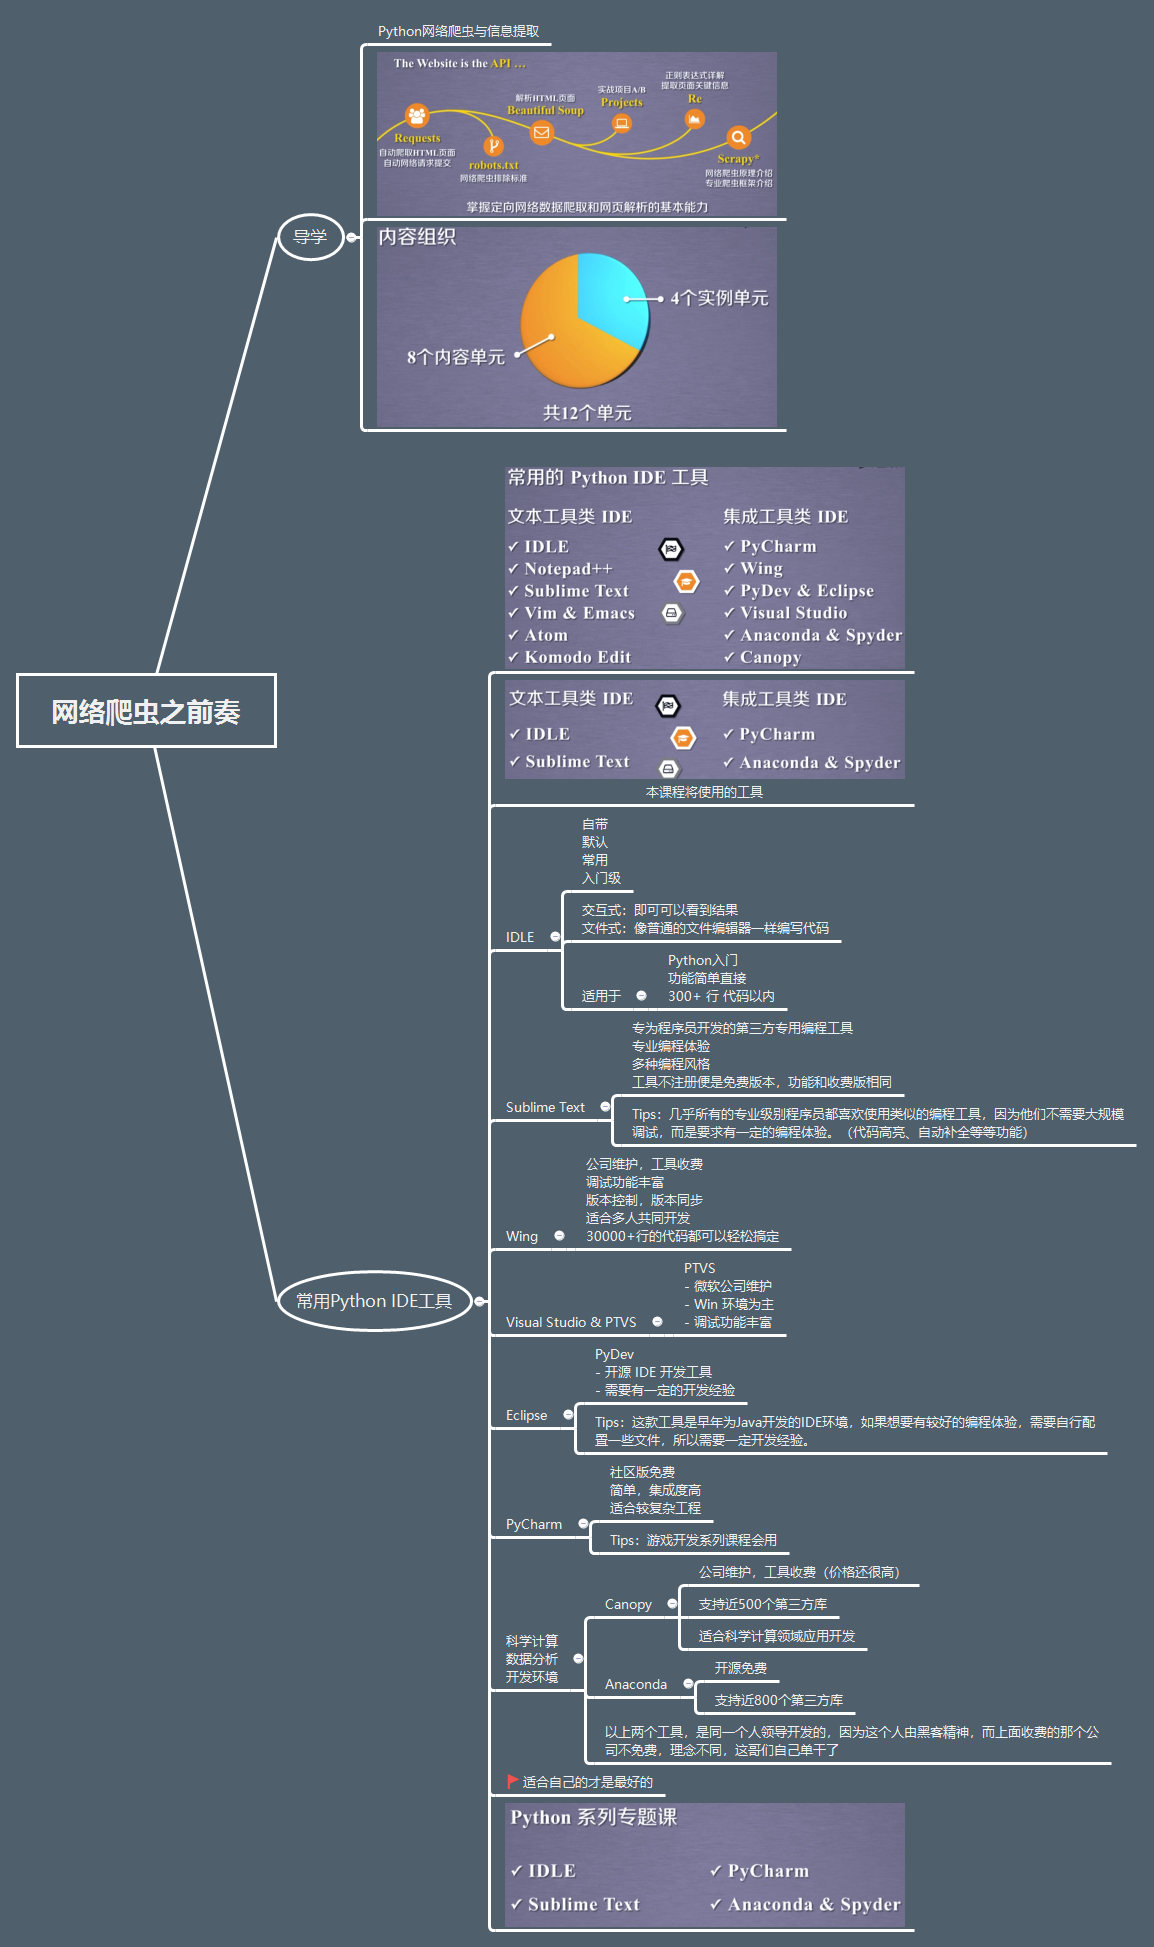 Python网络爬虫与信息提取
The Website is the API ...
正则表达式详解
提取页面关键信息
Re
实战项目A/B
Projects
解析HTML页面
Beautiful Soup
Requests
自动爬取HTML页面
自动网络请求提交
robots.txt
网络爬虫排除标准
Scrapy*
网络爬虫原理介绍
专业爬虫框架介绍
掌握定向网络数据爬取和网页解析的基本能力
导学
内容组织
4个实例单元
8个内容单元
共12个单元
常用的 Python IDE 工具
文本工具类 IDE
✓ IDLE
✓ Notepad++
✓ Sublime Text
✓ Vim & Emacs
✓ Atom
✓ Komodo Edit
集成工具类 IDE
✓ PyCharm
✓ Wing
✓ PyDev & Eclipse
✓ Visual Studio
✓ Anaconda & Spyder
✓ Canopy
网络爬虫之前奏
文本工具类 IDE
✓ IDLE
✓ Sublime Text
集成工具类 IDE
✓ PyCharm
✓ Anaconda & Spyder
本课程将使用的工具
自带
默认
常用
入门级
交互式：即可可以看到结果
文件式：像普通的文件编辑器一样编写代码
IDLE
Python入门
功能简单直接
300+ 行 代码以内
适用于
专为程序员开发的第三方专用编程工具
专业编程体验
多种编程风格
工具不注册便是免费版本，功能和收费版相同
Sublime Text
Tips：几乎所有的专业级别程序员都喜欢使用类似的编程工具，因为他们不需要大规模
调试，而是要求有一定的编程体验。（代码高亮、自动补全等等功能）
公司维护，工具收费
调试功能丰富
版本控制，版本同步
适合多人共同开发
30000+行的代码都可以轻松搞定
Wing
常用Python IDE工具
PTVS
- 微软公司维护
- Win 环境为主
- 调试功能丰富
Visual Studio & PTVS
PyDev
- 开源 IDE 开发工具
- 需要有一定的开发经验
Eclipse
Tips：这款工具是早年为Java开发的IDE环境，如果想要有较好的编程体验，需要自行配
置一些文件，所以需要一定开发经验。
社区版免费
简单，集成度高
适合较复杂工程
PyCharm
Tips：游戏开发系列课程会用
公司维护，工具收费（价格还很高）
Canopy
支持近500个第三方库
适合科学计算领域应用开发
科学计算
数据分析
开发环境
开源免费
Anaconda
支持近800个第三方库
以上两个工具，是同一个人领导开发的，因为这个人由黑客精神，而上面收费的那个公
司不免费，理念不同，这哥们自己单干了
适合自己的才是最好的
Python 系列专题课
✓ IDLE
✓ Sublime Text
✓ PyCharm
✓ Anaconda & Spyder